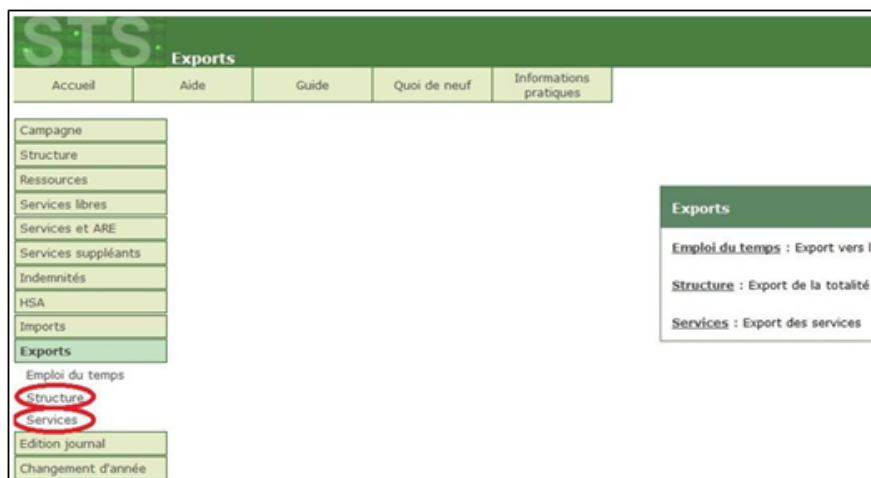 STS Exports
Accueil
Aide
Guide
Quoi de neuf
Informations
pratiques
Campagne
Structure
Ressources
Services libres
Services et ARE
Services suppléants
Indemnités
HSA
Imports
Exports
Emploi du temps
Structure
Services
Edition journal
Changement d'année
Exports
Emploi du temps : Export vers
Structure : Export de la totalité
Services : Export des services